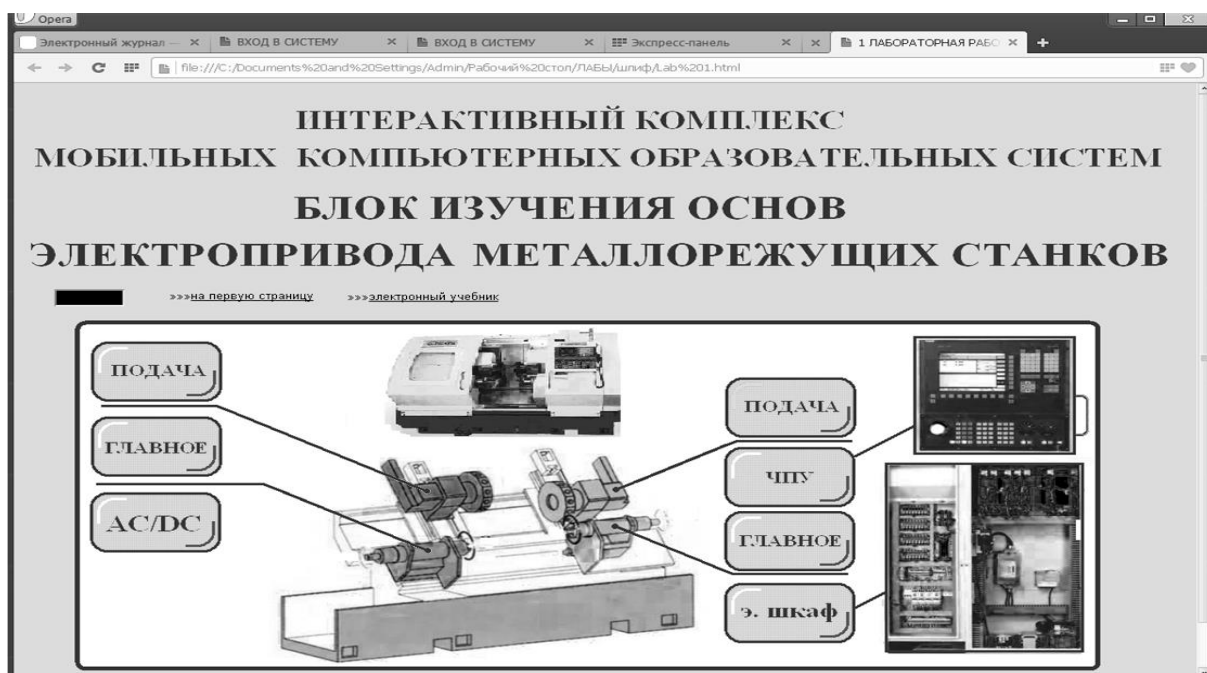 Opera
Электронный журнал — ВХОД В СИСТЕМУ ВХОД В СИСТЕМУ Экспресс-панель 1 ЛАБОРАТОРНАЯ РАБО
file:///C:/Documents%20and%20Settings/Admin/Рабочий%20стол/ЛАБЫ/шлиф/Lab%201.html
ИНТЕРАКТИВНЫЙ КОМПЛЕКС
МОБИЛЬНЫХ КОМПЬЮТЕРНЫХ ОБРАЗОВАТЕЛЬНЫХ СИСТЕМ
БЛОК ИЗУЧЕНИЯ ОСНОВ
ЭЛЕКТРОПРИВОДА МЕТАЛЛОРЕЖУЩИХ СТАНКОВ
>>>на первую страницу >>>электронный учебник
ПОДАЧА
ГЛАВНОЕ
AC/DC
ПОДАЧА
ЧПУ
ГЛАВНОЕ
э. шкаф